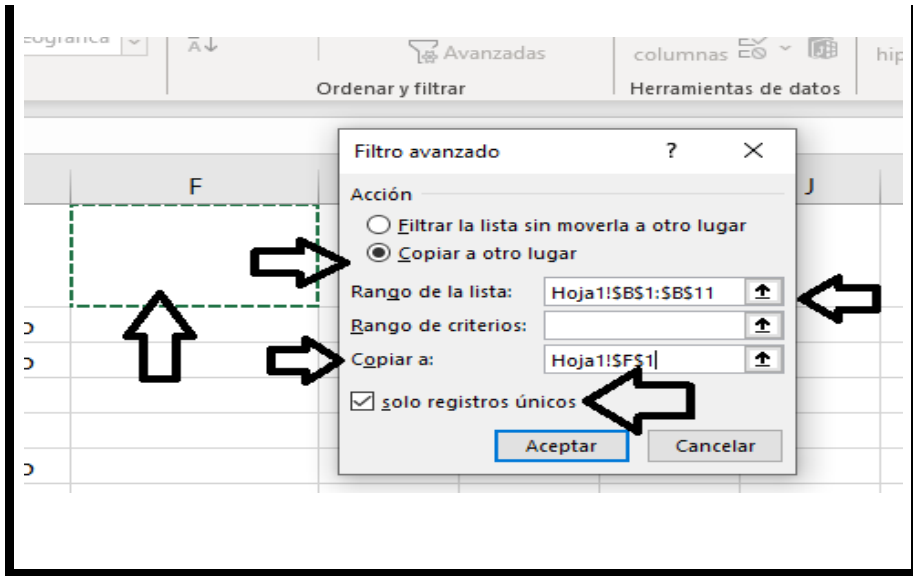 Avanzadas
columnas
Ordenar y filtrar
Herramientas de datos
Filtro avanzado ?
F
J
Acción
Filtrar la lista sin moverla a otro lugar
Copiar a otro lugar
Rango de la lista: Hoja1!$B$1:$B$11
Rango de criterios:
Copiar a: Hoja1!$F$1
solo registros únicos
Aceptar Cancelar